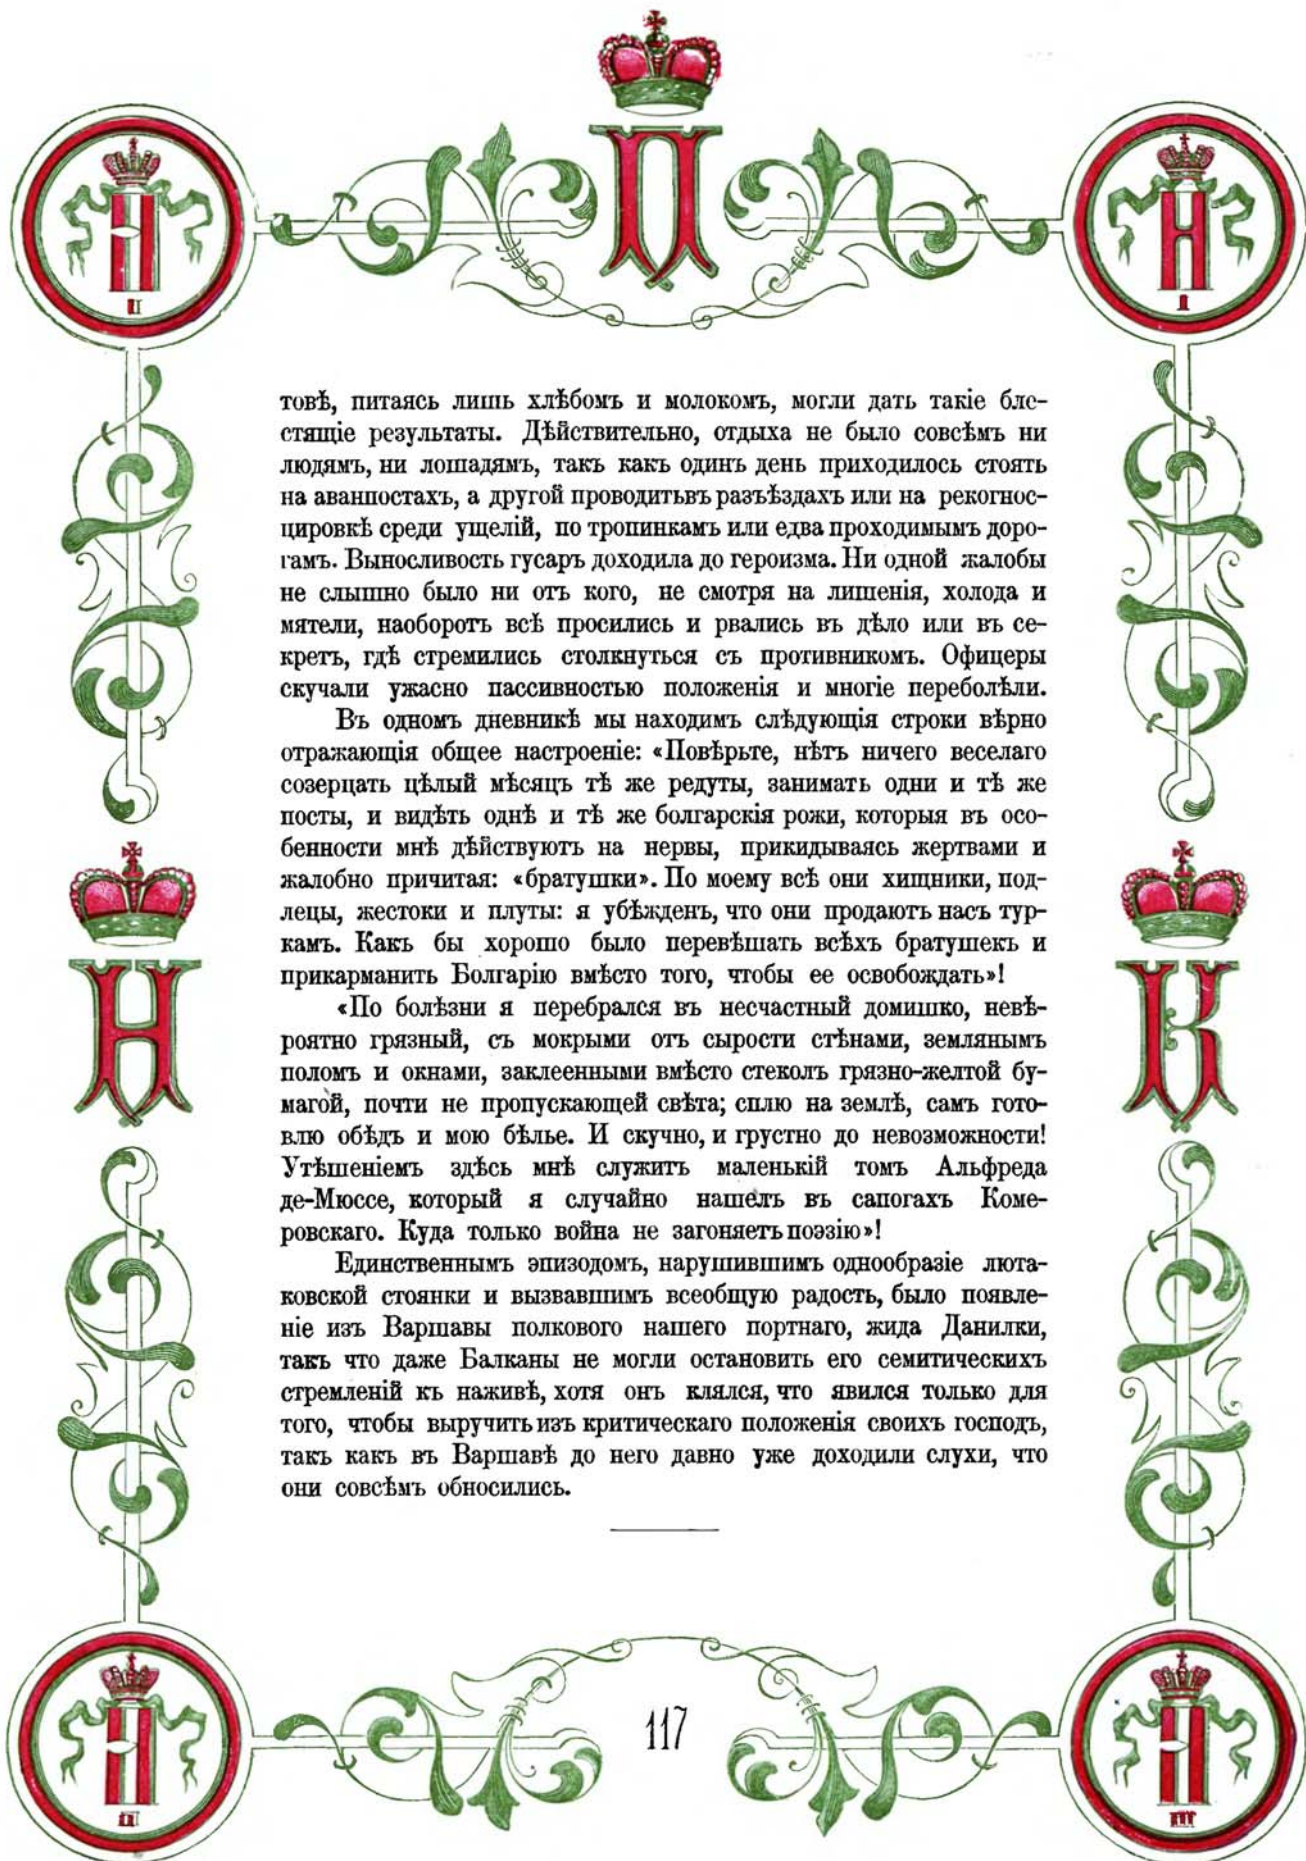 П
II
Н
I
товѣ, питаясь лишь хлѣбомъ и молокомъ, могли дать такіе бле-
стящіе результаты. Дѣйствительно, отдыха не было совсѣмъ ни
людямъ, ни лошадямъ, такъ какъ одинъ день приходилось стоять
на аванпостахъ, а другой проводитьвъ разъѣздахъ или на рекогнос-
цировкѣ среди ущелій, по тропинкамъ или едва проходимымъ доро-
гамъ. Выносливость гусаръ доходила до героизма. Ни одной жалобы
не слышно было ни отъ кого, не смотря на лишенія, холода и
мятели, наоборотъ всѣ просились и рвались въ дѣло или въ се-
кретъ, гдѣ стремились столкнуться съ противникомъ. Офицеры
скучали ужасно пассивностью положенія и многіе переболѣли.
Въ одномъ дневникѣ мы находимъ слѣдующія строки вѣрно
отражающія общее настроеніе: «Повѣрьте, нѣтъ ничего веселаго
созерцать цѣлый мѣсяцъ тѣ же редуты, занимать одни и тѣ же
посты, и видѣть однѣ и тѣ же болгарскія рожи, которыя въ осо-
бенности мнѣ дѣйствуютъ на нервы, прикидываясь жертвами и
жалобно причитая: «братушки». По моему всѣ они хищники, под-
лецы, жестоки и плуты: я убѣжденъ, что они продаютъ насъ тур-
камъ. Какъ бы хорошо было перевѣшать всѣхъ братушекъ и
прикарманить Болгарію вмѣсто того, чтобы ее освобождать»!
«По болѣзни я перебрался въ несчастный домишко, невѣ-
роятно грязный, съ мокрыми отъ сырости стѣнами, землянымъ
поломъ и окнами, заклеенными вмѣсто стеколъ грязно-желтой бу-
магой, почти не пропускающей свѣта; сплю на землѣ, самъ гото-
влю обѣдъ и мою бѣлье. И скучно, и грустно до невозможности!
Утѣшеніемъ здѣсь мнѣ служитъ маленькій томъ Альфреда
де-Мюссе, который я случайно нашелъ въ сапогахъ Коме-
ровскаго. Куда только война не загоняетъ поэзію»!
Единственнымъ эпизодомъ, нарушившимъ однообразіе люта-
ковской стоянки и вызвавшимъ всеобщую радость, было появле-
ніе изъ Варшавы полкового нашего портнаго, жида Данилки,
такъ что даже Балканы не могли остановить его семитическихъ
стремленій къ наживѣ, хотя онъ клялся, что явился только для
того, чтобы выручить изъ критическаго положенія своихъ господъ,
такъ какъ въ Варшавѣ до него давно уже доходили слухи, что
они совсѣмъ обносились.
Н
К
117
III